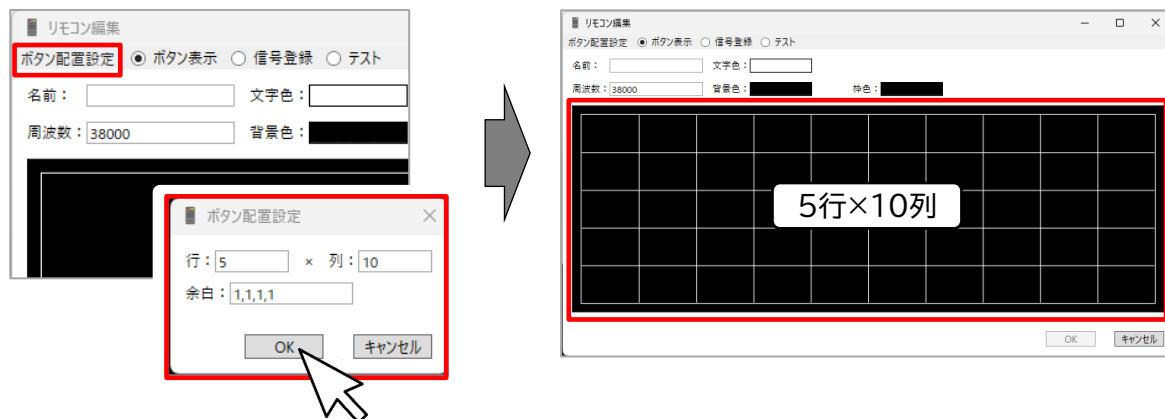 リモコン編集
ボタン配置設定 ボタン表示 信号登録 テスト
名前： 文字色：
周波数：38000 背景色：
ボタン配置設定
行：5 × 列：10
余白：1,1,1,1
OK キャンセル
リモコン編集
ボタン配置設定 ボタン表示 信号登録 テスト
名前： 文字色：
周波数：38000 背景色： 枠色：
5行×10列
OK キャンセル